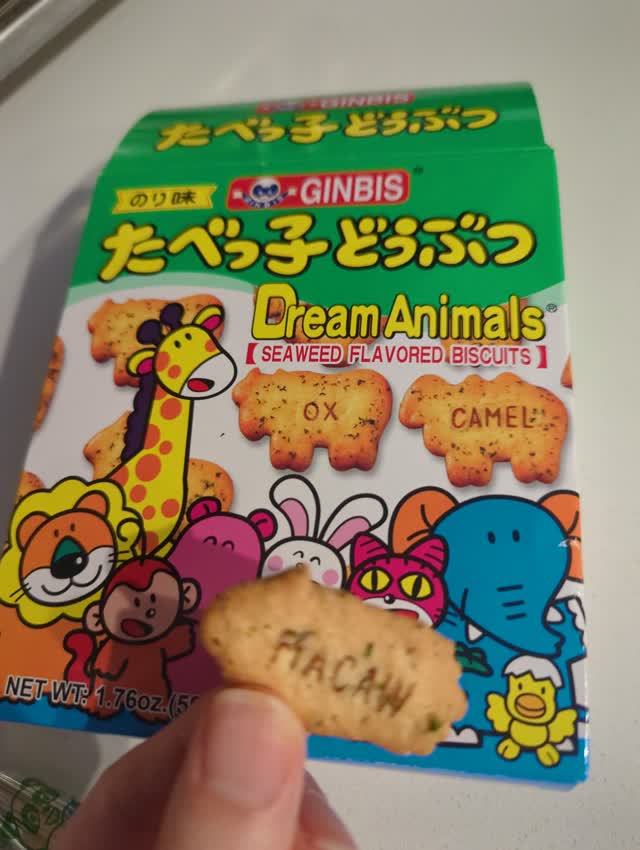 GINBIS
たべっ子どうぶつ
のり味
GINBIS
たべっ子どうぶつ
Dream Animals®
【SEAWEED FLAVORED BISCUITS】
OX
CAMEL
NET WT: 1.76oz.